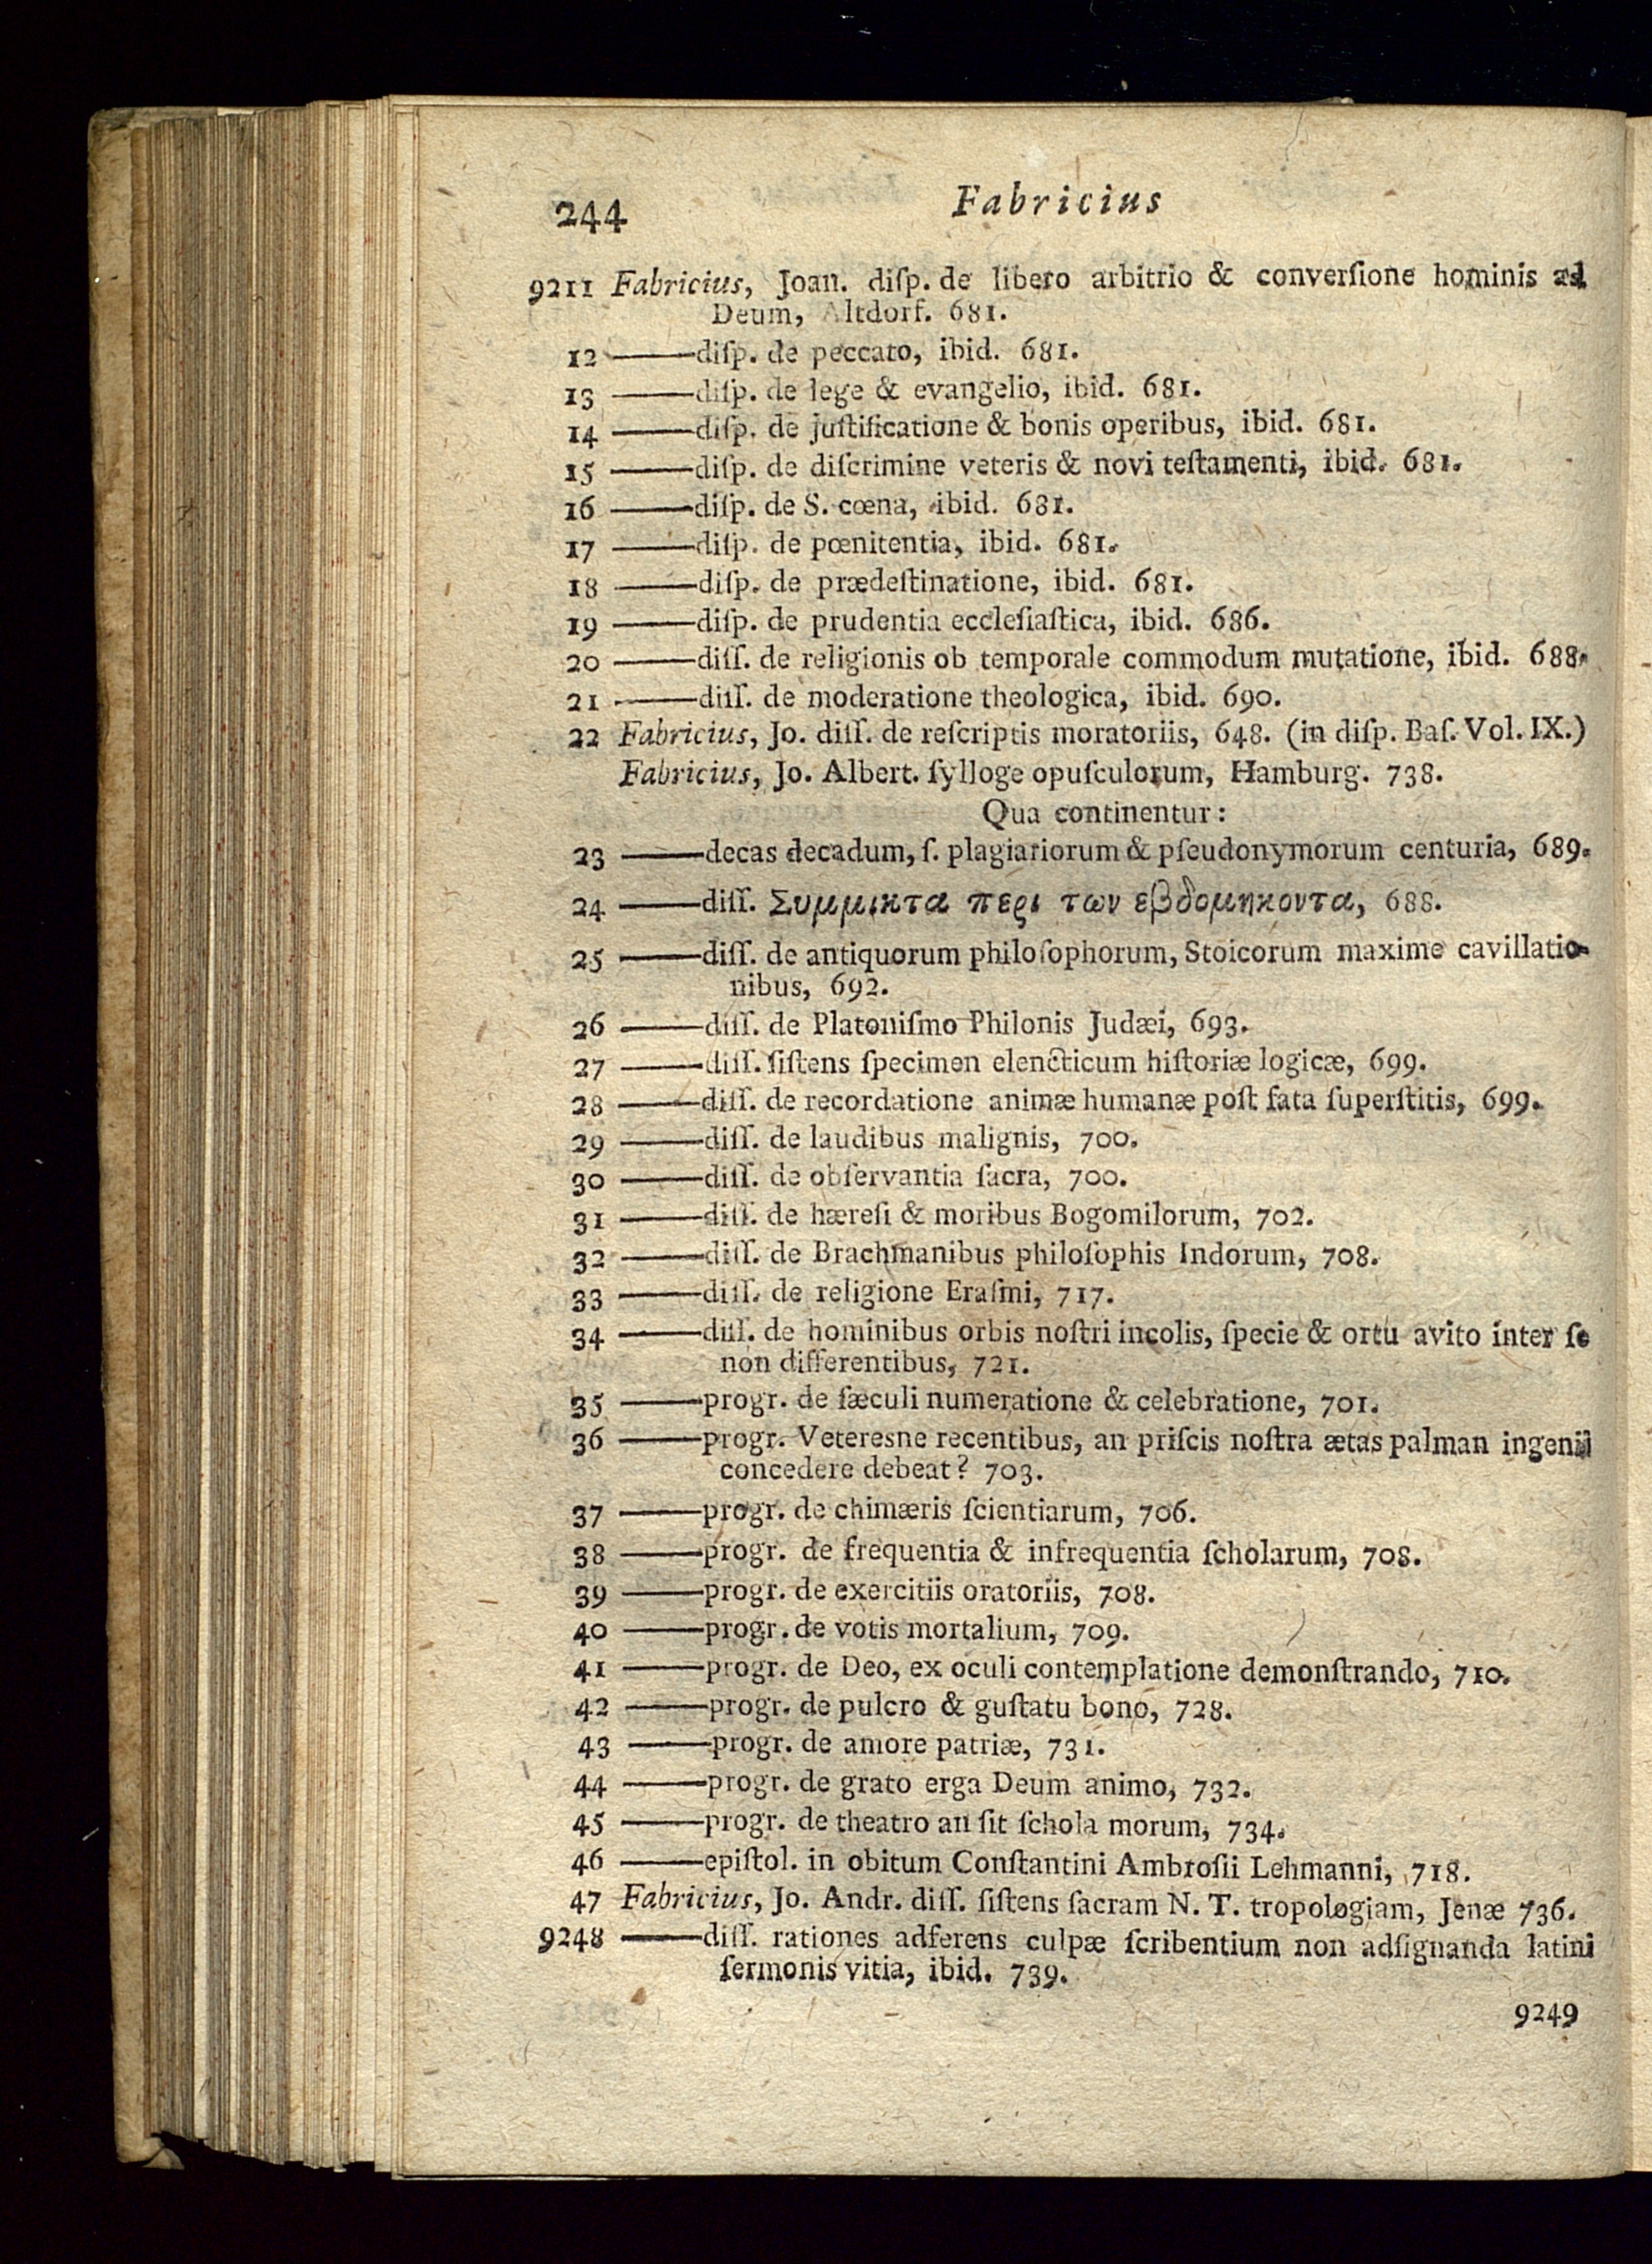 244
Fabricius
9211 Fabricius, Joan. diſp. de libero arbitrio & converſione hominis ad
Deum, Altdorf. 681.
12 ——diſp. de peccato, ibid. 681.
13 ——diſp. de lege & evangelio, ibid. 681.
14 ——diſp. de juſtificatione & bonis operibus, ibid. 681.
15 ——diſp. de diſcrimine veteris & novi teſtamenti, ibid. 681.
16 ——diſp. de S. cœna, ibid. 681.
17 ——diſp. de pœnitentia, ibid. 681.
18 ——diſp. de prædeſtinatione, ibid. 681.
19 ——diſp. de prudentia eccleſiaſtica, ibid. 686.
20 ——diſſ. de religionis ob temporale commodum mutatione, ibid. 688.
21 ——diſſ. de moderatione theologica, ibid. 690.
22 Fabricius, Jo. diſſ. de reſcriptis moratoriis, 648. (in diſp. Baſ. Vol. IX.)
Fabricius, Jo. Albert. ſylloge opuſculorum, Hamburg. 738.
Qua continentur:
23 ——decas decadum, ſ. plagiariorum & pſeudonymorum centuria, 689.
24 ——diſſ. Συμμικτα περι των εβδομηκοντα, 688.
25 ——diſſ. de antiquorum philoſophorum, Stoicorum maxime cavillatio-
nibus, 692.
26 ——diſſ. de Platoniſmo Philonis Judæi, 693.
27 ——diſſ. ſiſtens ſpecimen elencticum hiſtoriæ logicæ, 699.
28 ——diſſ. de recordatione animæ humanæ poſt fata ſuperſtitis, 699.
29 ——diſſ. de laudibus malignis, 700.
30 ——diſſ. de obſervantia ſacra, 700.
31 ——diſſ. de hæreſi & moribus Bogomilorum, 702.
32 ——diſſ. de Brachmanibus philoſophis Indorum, 708.
33 ——diſſ. de religione Eraſmi, 717.
34 ——diſſ. de hominibus orbis noſtri incolis, ſpecie & ortu avito inter ſe
non differentibus, 721.
35 ——progr. de ſæculi numeratione & celebratione, 701.
36 ——progr. Veteresne recentibus, an priſcis noſtra ætas palman ingenii
concedere debeat? 703.
37 ——progr. de chimæris ſcientiarum, 706.
38 ——progr. de frequentia & infrequentia ſcholarum, 708.
39 ——progr. de exercitiis oratoriis, 708.
40 ——progr. de votis mortalium, 709.
41 ——progr. de Deo, ex oculi contemplatione demonſtrando, 710.
42 ——progr. de pulcro & guſtatu bono, 728.
43 ——progr. de amore patriæ, 731.
44 ——progr. de grato erga Deum animo, 732.
45 ——progr. de theatro an ſit ſchola morum, 734.
46 ——epiſtol. in obitum Conſtantini Ambroſii Lehmanni, 718.
47 Fabricius, Jo. Andr. diſſ. ſiſtens ſacram N. T. tropologiam, Jenæ 736.
9248 ——diſſ. rationes adferens culpæ ſcribentium non adſignanda latini
ſermonis vitia, ibid. 739.
9249